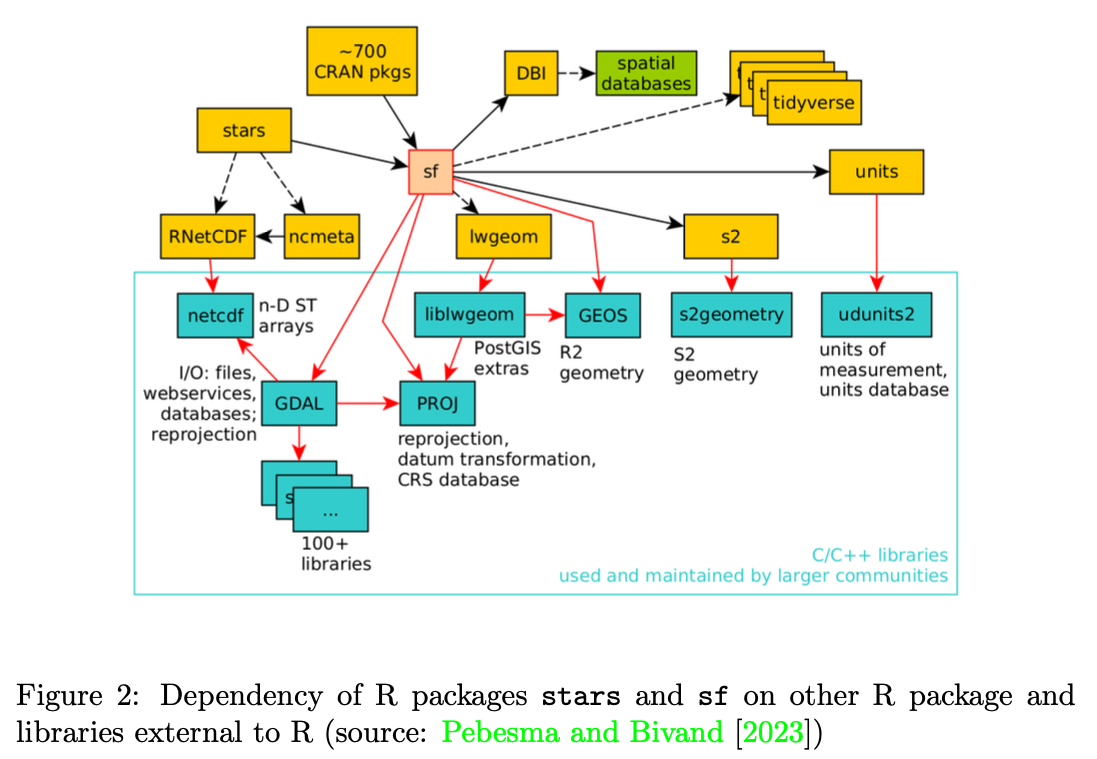 ~700
CRAN pkgs
DBI
spatial
databases
t
t
t
tidyverse
stars
sf
units
RNetCDF
ncmeta
lwgeom
s2
netcdf
n-D ST
arrays
liblwgeom
GEOS
s2geometry
udunits2
PostGIS
extras
R2
geometry
S2
geometry
units of
measurement,
units database
I/O: files,
webservices,
databases;
reprojection
GDAL
PROJ
reprojection,
datum transformation,
CRS database
s
...
100+
libraries
C/C++ libraries
used and maintained by larger communities
Figure 2: Dependency of R packages stars and sf on other R package and
libraries external to R (source: Pebesma and Bivand [2023])